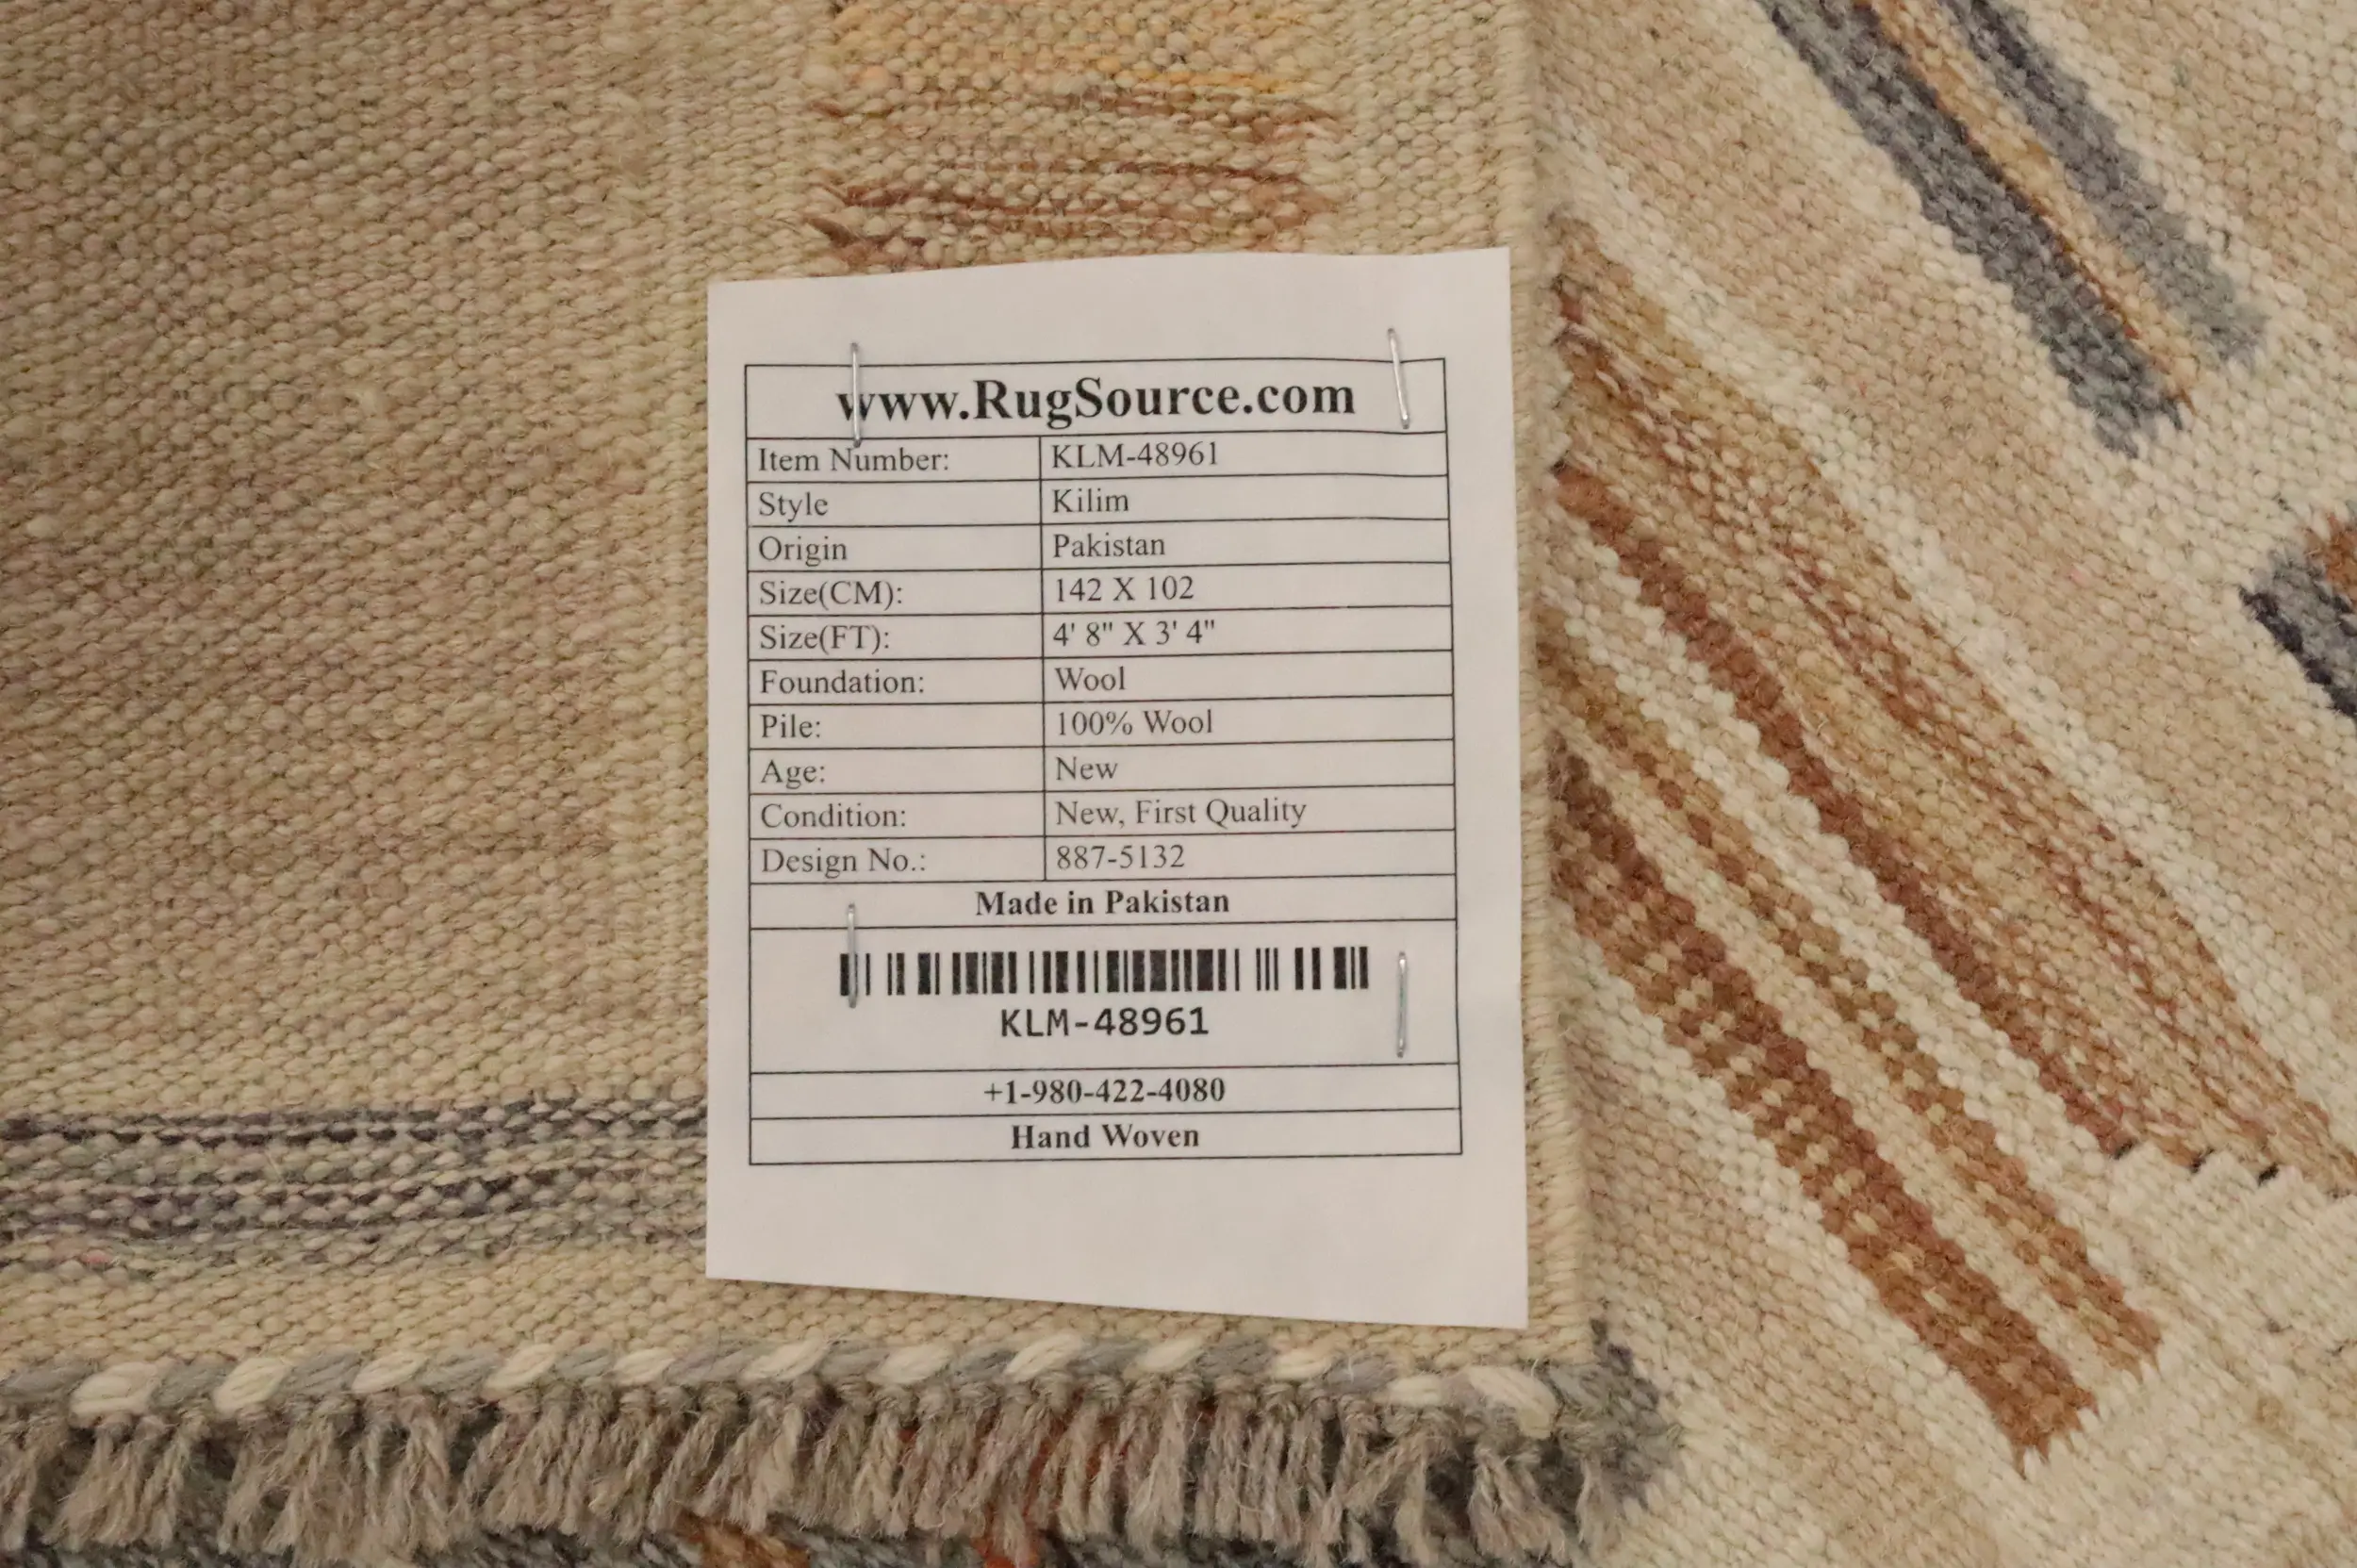 www.RugSource.com
Item Number: KLM-48961
Style Kilim
Origin Pakistan
Size(CM): 142 X 102
Size(FT): 4' 8" X 3' 4"
Foundation: Wool
Pile: 100% Wool
Age: New
Condition: New, First Quality
Design No.: 887-5132
Made in Pakistan
KLM-48961
+1-980-422-4080
Hand Woven